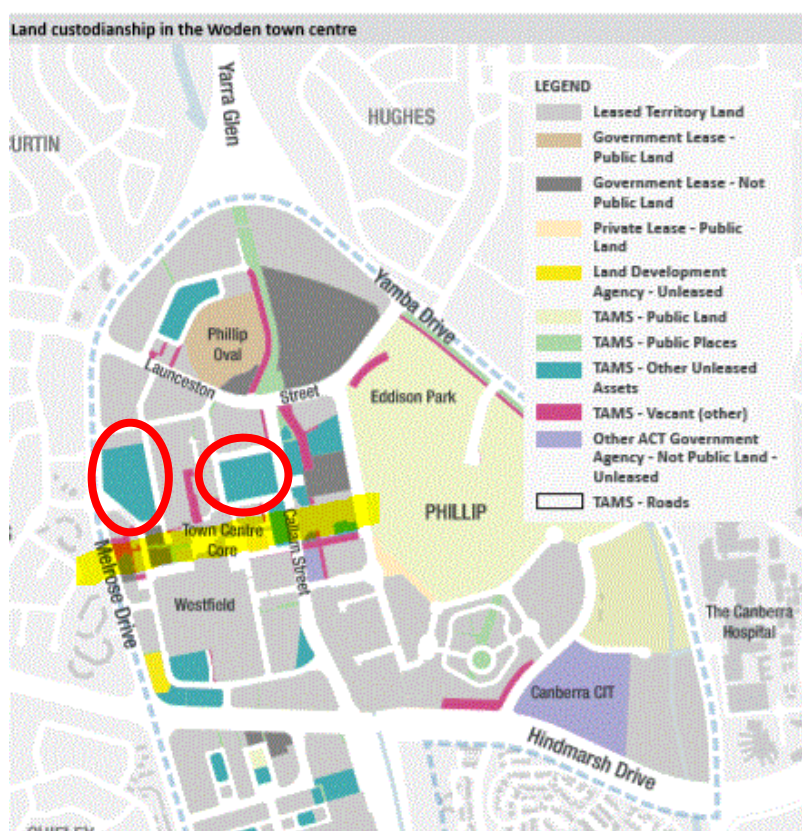 Land custodianship in the Woden town centre
LEGEND
Leased Territory Land
Government Lease -
Public Land
Government Lease - Not
Public Land
Private Lease - Public
Land
Land Development
Agency - Unleased
TAMS - Public Land
TAMS - Public Places
TAMS - Other Unleased
Assets
TAMS - Vacant (other)
Other ACT Government
Agency - Not Public Land -
Unleased
TAMS - Roads
Yarra Glen
HUGHES
URTIN
Yamba Drive
Phillip
Oval
Launceston
Street
Eddison Park
PHILLIP
Town Centre
Core
Callam Street
Melrose Drive
Westfield
The Canberra
Hospital
Canberra CIT
Hindmarsh Drive